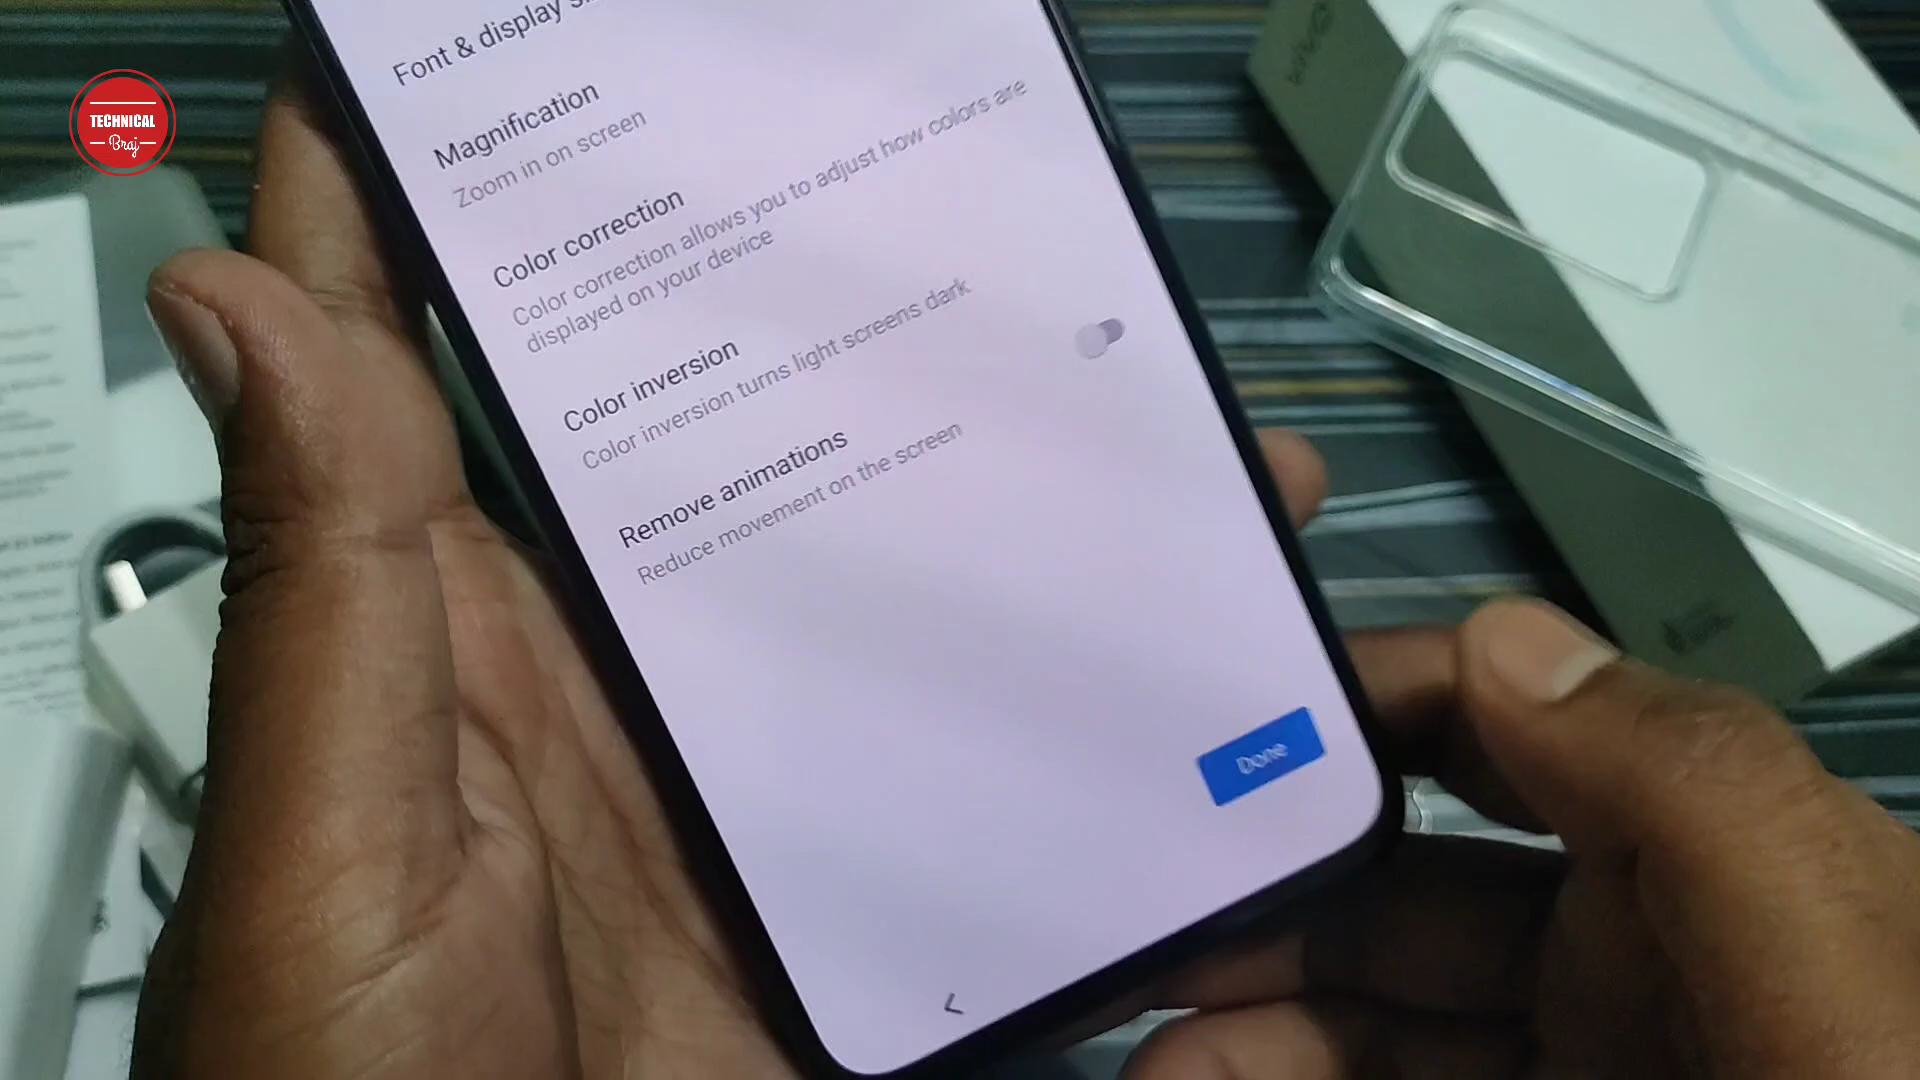 TECHNICAL
Braj
Font & display
Magnification
Zoom in on screen
Color correction
Color correction allows you to adjust how colors are
displayed on your device
Color inversion
Color inversion turns light screens dark
Remove animations
Reduce movement on the screen
Done
vivo